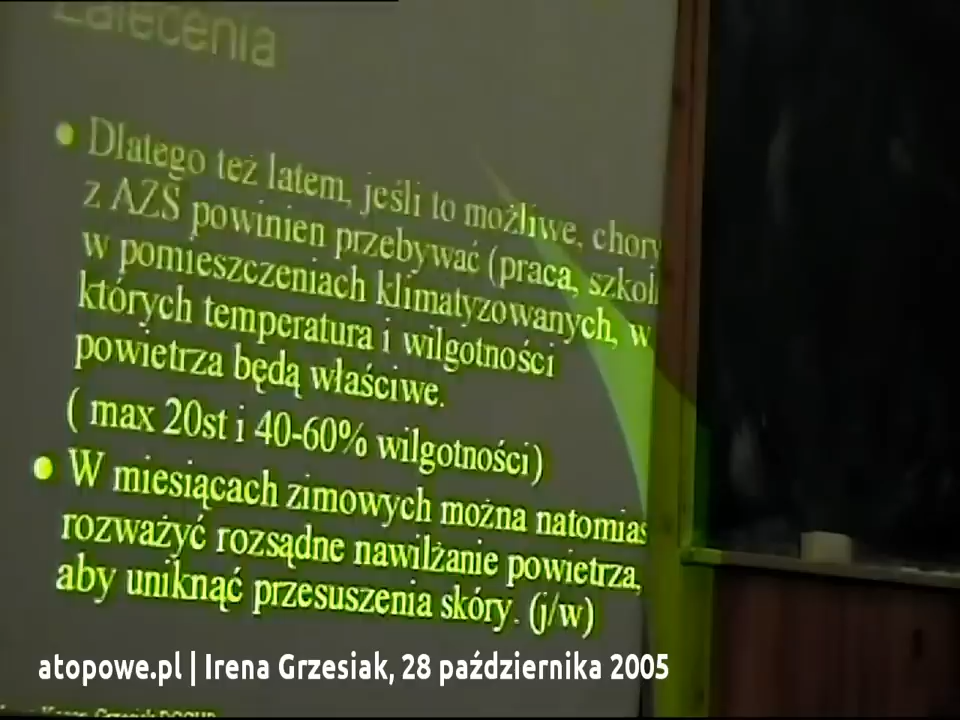 Zalecenia
• Dlatego też latem, jeśli to możliwe, chory
z AZS powinien przebywać (praca,
w pomieszczeniach klimatyzowanych, w
których temperatura i wilgotności
powietrza będą właściwe.
( max 20st i 40-60% wilgotności)
• W miesiącach zimowych można natomias
rozważyć rozsądne nawilżanie powietrza,
aby uniknąć przesuszenia skóry. (j/w)
atopowe.pl | Irena Grzesiak, 28 października 2005